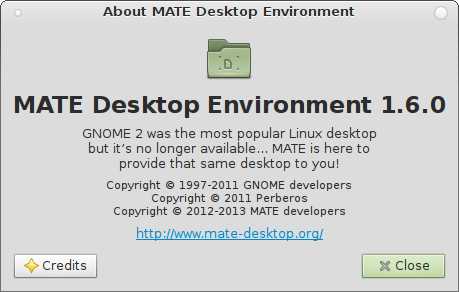 About MATE Desktop Environment
D
MATE Desktop Environment 1.6.0
GNOME 2 was the most popular Linux desktop
but it’s no longer available... MATE is here to
provide that same desktop to you!
Copyright © 1997-2011 GNOME developers
Copyright © 2011 Perberos
Copyright © 2012-2013 MATE developers
http://www.mate-desktop.org/
Credits
Close